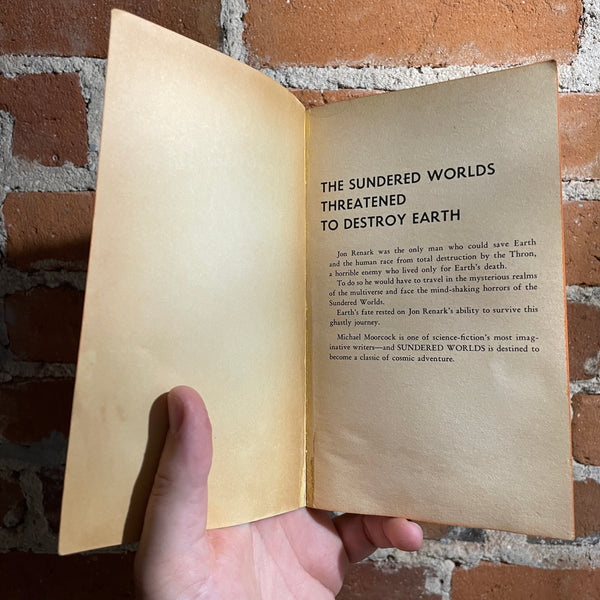 THE SUNDERED WORLDS
THREATENED
TO DESTROY EARTH
Jon Renark was the only man who could save Earth
and the human race from total destruction by the Thron,
a horrible enemy who lived only for Earth's death.
To do so he would have to travel in the mysterious realms
of the multiverse and face the mind-shaking horrors of the
Sundered Worlds.
Earth's fate rested on Jon Renark's ability to survive this
ghastly journey.
Michael Moorcock is one of science-fiction's most imag-
inative writers—and SUNDERED WORLDS is destined to
become a classic of cosmic adventure.